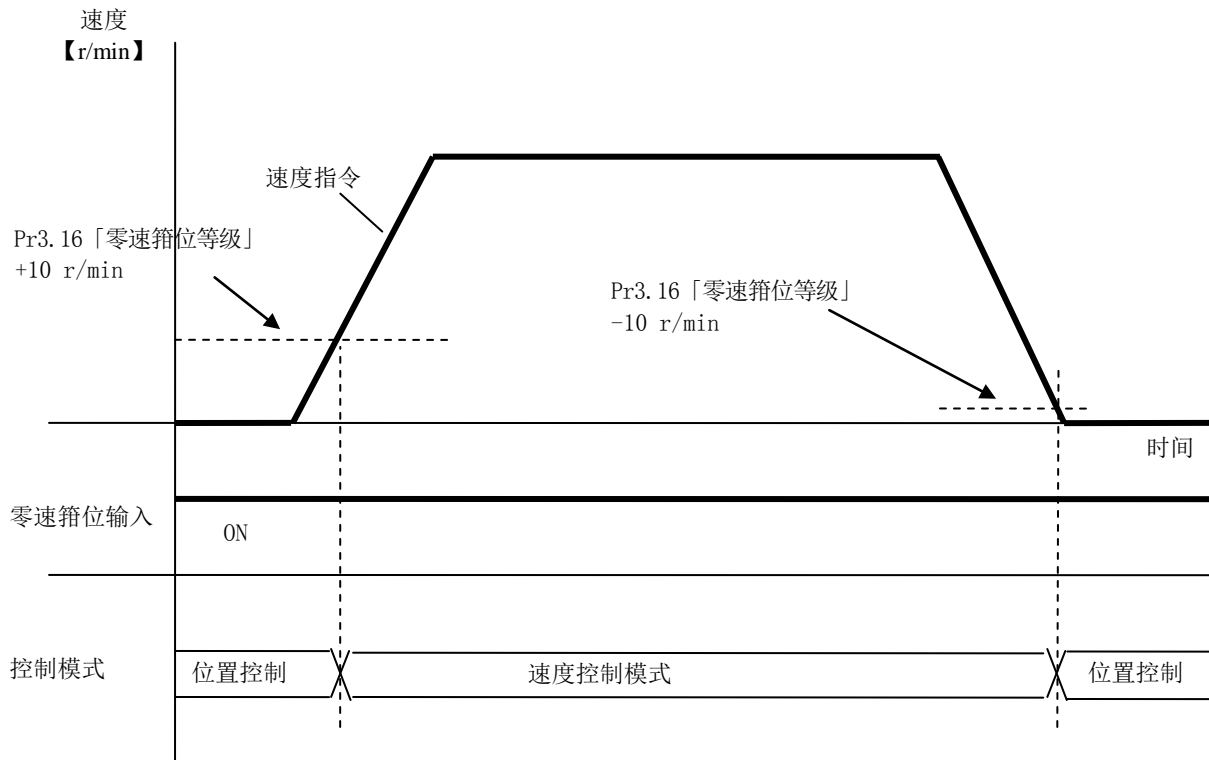 速度
【r/min】
速度指令
Pr3.16「零速箝位等级」
+10 r/min
Pr3.16「零速箝位等级」
-10 r/min
时间
零速箝位输入
ON
控制模式
位置控制
速度控制模式
位置控制